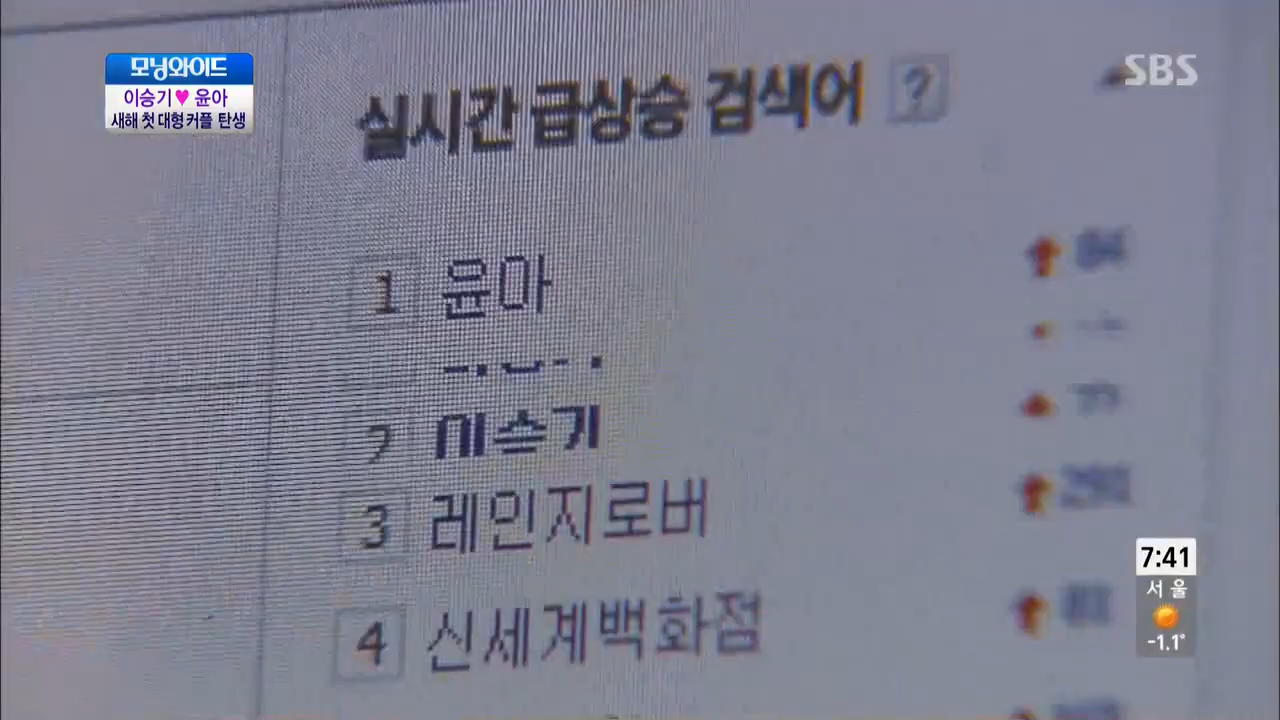 모닝와이드
이승기♥윤아
새해 첫 대형 커플 탄생
SBS
실시간 급상승 검색어 ?
1 윤아
2 이승기
3 레인지로버
4 신세계백화점
7:41
서울
-1.1°